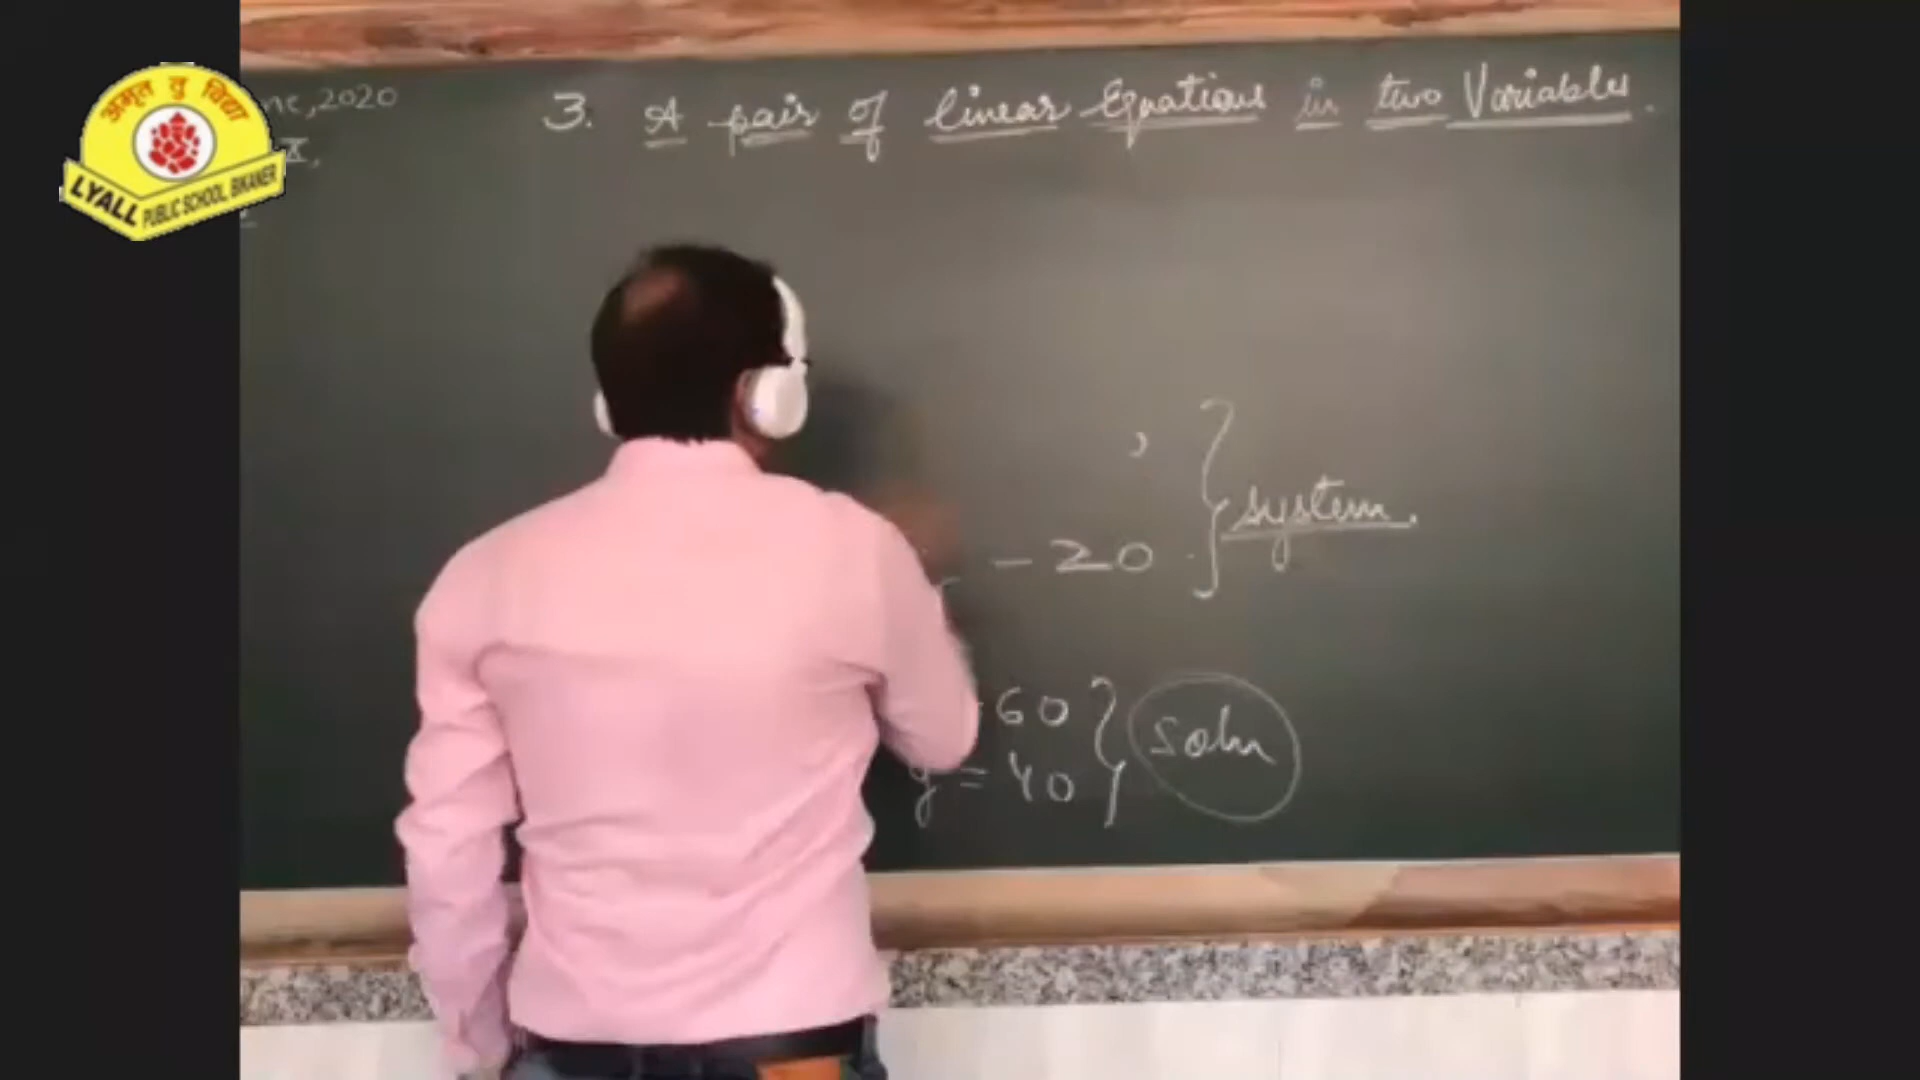 अमृत तु विद्या
LYALL PUBLIC SCHOOL, BIKANER
ne, 2020
X,
3. A pair of linear Equations in two Variables.
system.
- 20
60
y = 40
soln